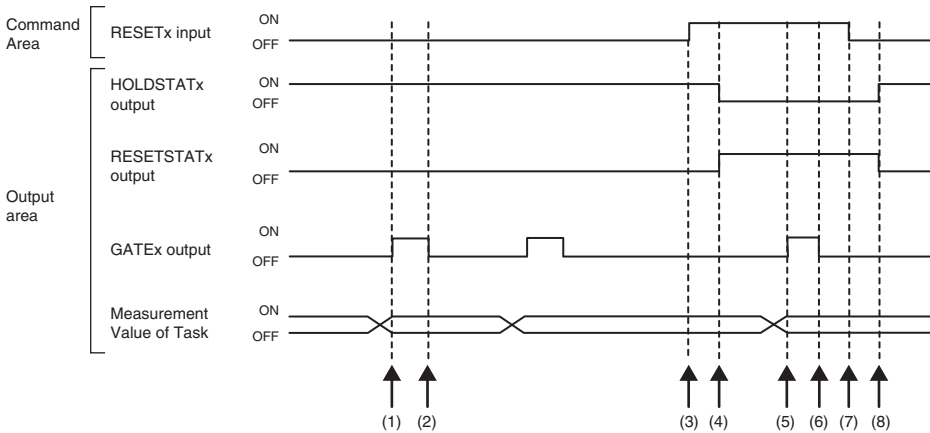 Command
Area
RESETx input
ON
OFF
HOLDSTATx
output
ON
OFF
RESETSTATx
output
ON
OFF
Output
area
GATEx output
ON
OFF
Measurement
Value of Task
ON
OFF
(1) (2) (3) (4) (5) (6) (7) (8)